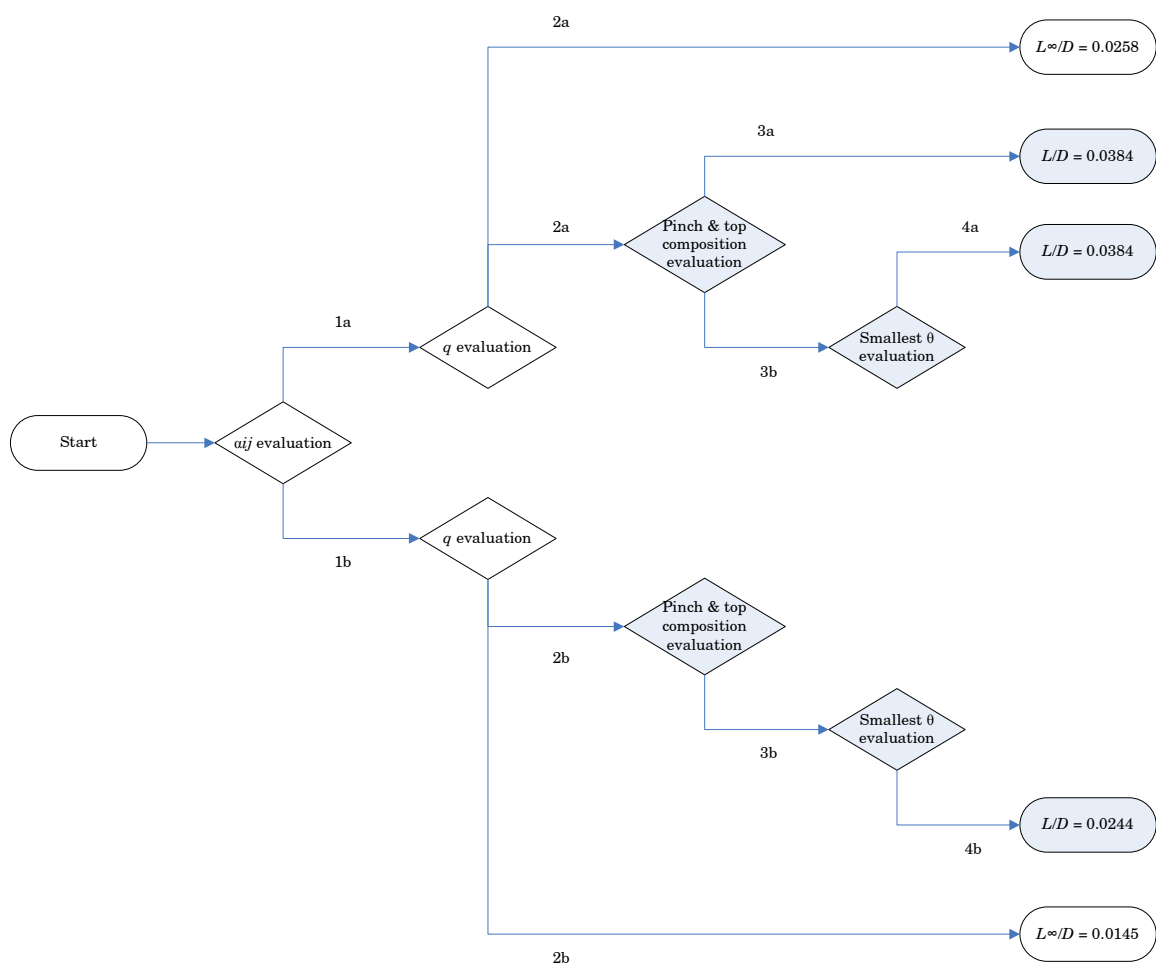 2a
L∞/D = 0.0258
3a
L/D = 0.0384
2a
Pinch & top
composition
evaluation
4a
L/D = 0.0384
1a
q evaluation
Smallest θ
evaluation
3b
Start
αij evaluation
q evaluation
1b
Pinch & top
composition
evaluation
2b
Smallest θ
evaluation
3b
L/D = 0.0244
4b
L∞/D = 0.0145
2b